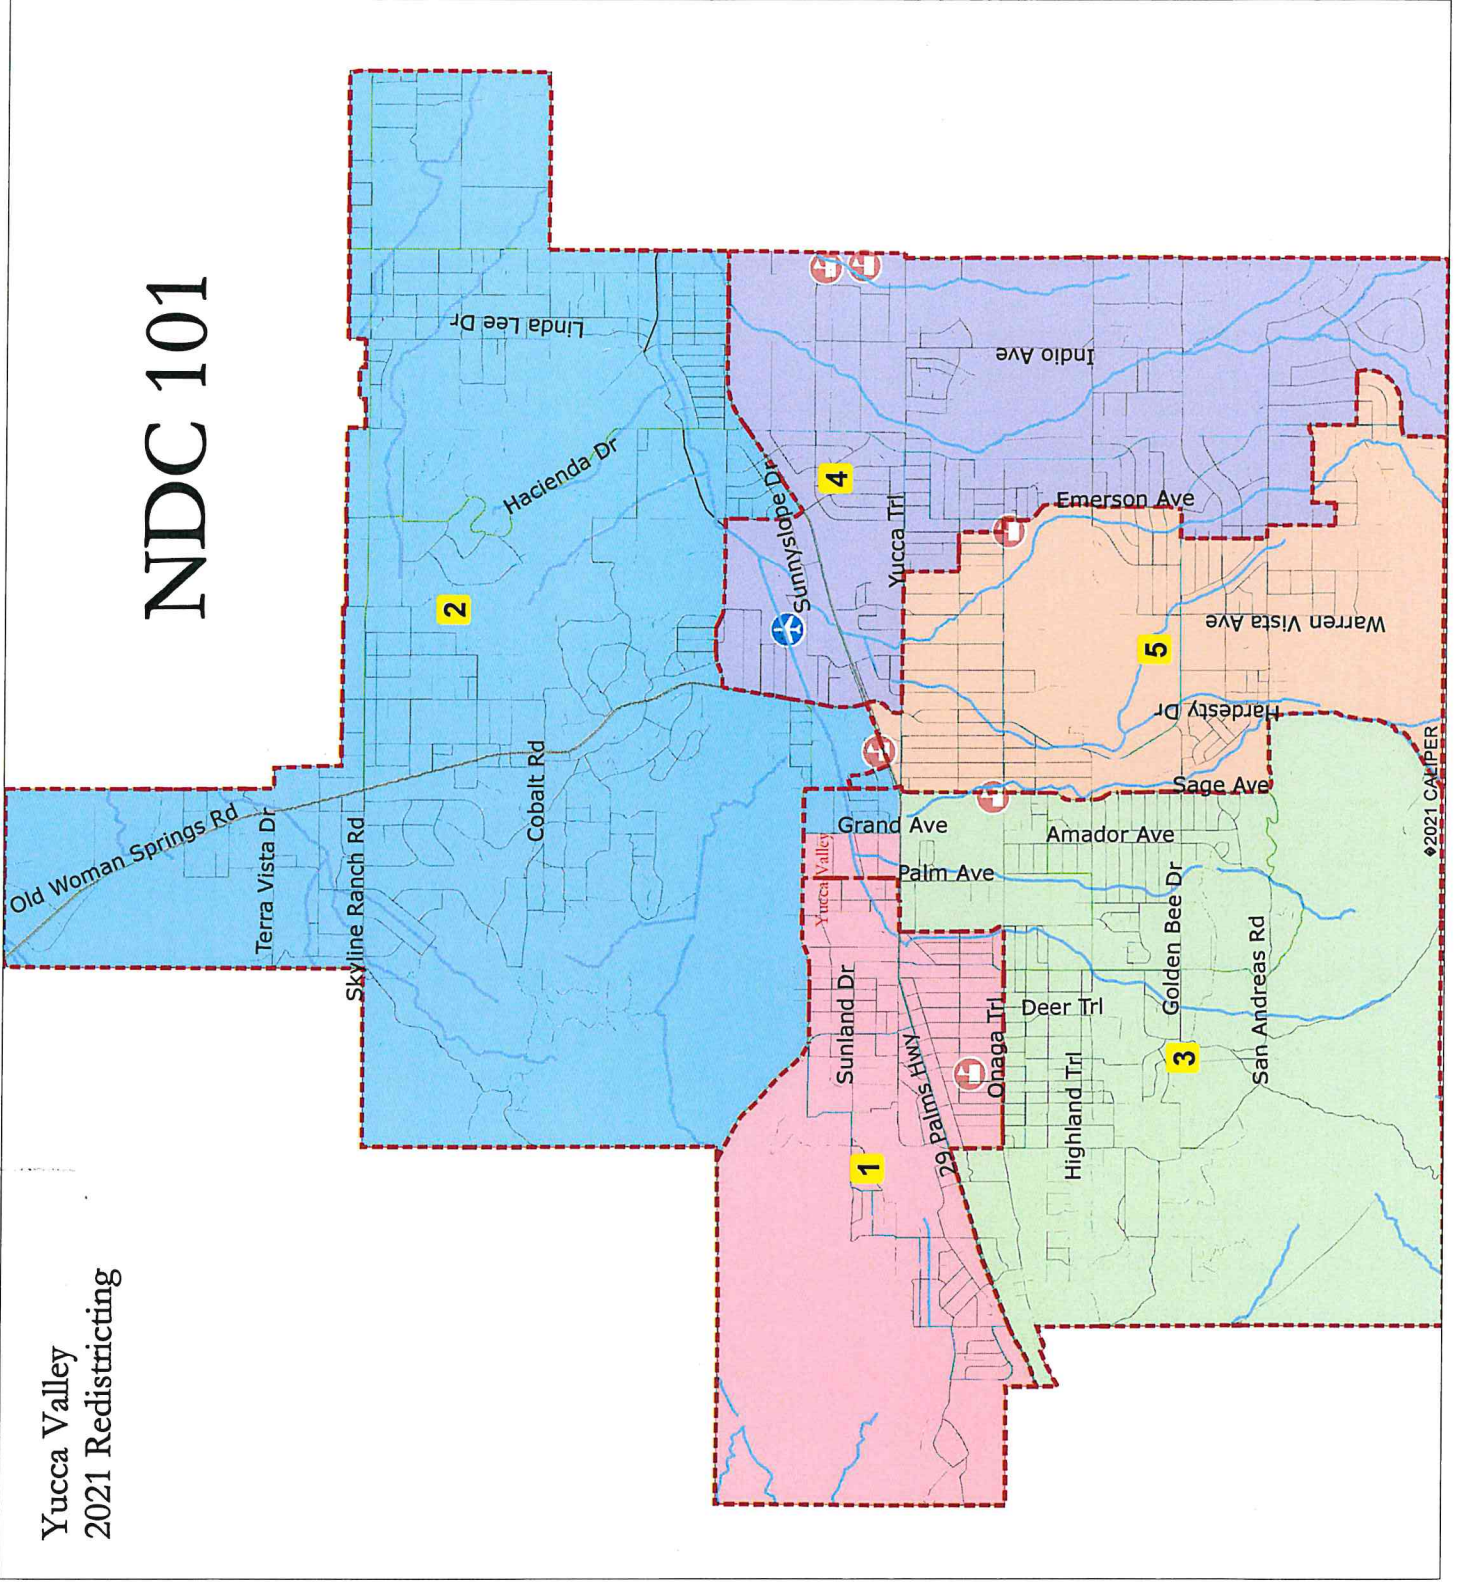 Yucca Valley
2021 Redistricting
NDC 101
Old Woman Springs Rd
Terra Vista Dr
Skyline Ranch Rd
Cobalt Rd
Hacienda Dr
Linda Lee Dr
2
Sunnyslope Dr
4
Yucca Trl
Indio Ave
Emerson Ave
Grand Ave
Yucca Valley
Palm Ave
Sunland Dr
29 Palms Hwy
1
Onaga Trl
Deer Trl
Highland Trl
Amador Ave
Golden Bee Dr
San Andreas Rd
3
Sage Ave
Hardesty Dr
5
Warren Vista Ave
�2021 CALIPER